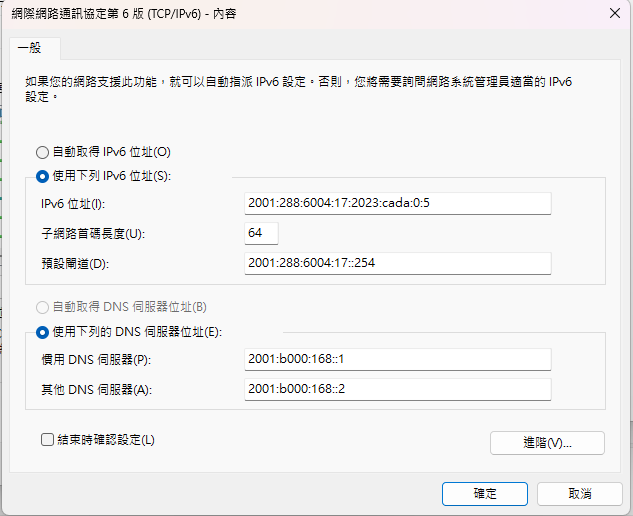 網際網路通訊協定第 6 版 (TCP/IPv6) - 內容
一般
如果您的網路支援此功能，就可以自動指派 IPv6 設定。否則，您將需要詢問網路系統管理員適當的 IPv6
設定。
自動取得 IPv6 位址(O)
使用下列 IPv6 位址(S):
IPv6 位址(I): 2001:288:6004:17:2023:cada:0:5
子網路首碼長度(U): 64
預設閘道(D): 2001:288:6004:17::254
自動取得 DNS 伺服器位址(B)
使用下列的 DNS 伺服器位址(E):
慣用 DNS 伺服器(P): 2001:b000:168::1
其他 DNS 伺服器(A): 2001:b000:168::2
結束時確認設定(L)
進階(V)...
確定 取消